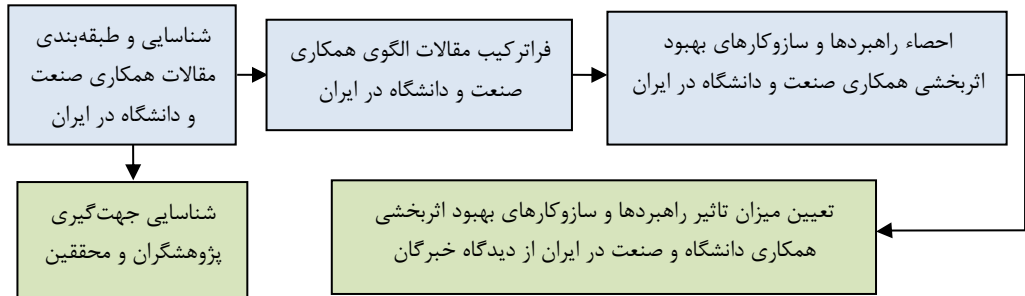 شناسایی و طبقه‌بندی
مقالات همکاری صنعت
و دانشگاه در ایران
فراترکیب مقالات الگوی همکاری
صنعت و دانشگاه در ایران
احصاء راهبردها و سازوکارهای بهبود
اثربخشی همکاری صنعت و دانشگاه در ایران
شناسایی جهت‌گیری
پژوهشگران و محققین
تعیین میزان تاثیر راهبردها و سازوکارهای بهبود اثربخشی
همکاری دانشگاه و صنعت در ایران از دیدگاه خبرگان